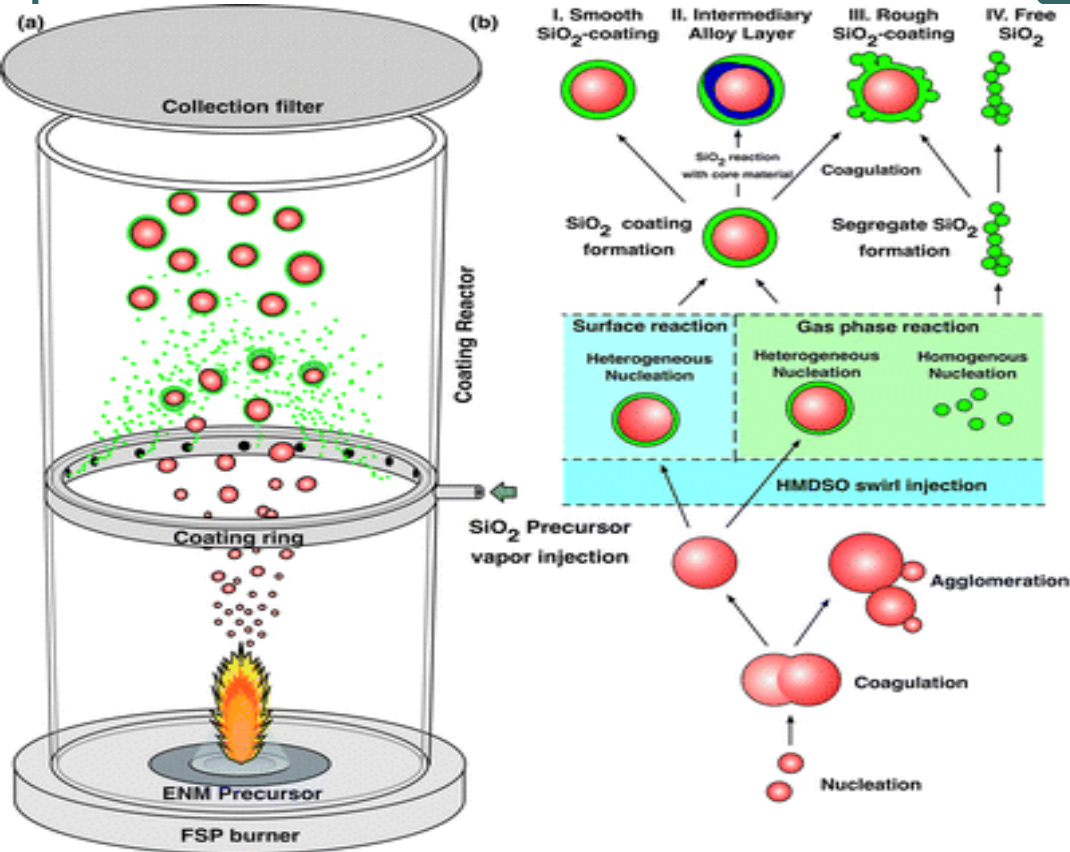 (a)
Collection filter
Coating Reactor
Coating ring
SiO2 Precursor
vapor injection
ENM Precursor
FSP burner
(b)
I. Smooth
SiO2-coating
II. Intermediary
Alloy Layer
III. Rough
SiO2-coating
IV. Free
SiO2
SiO2 reaction
with core material
Coagulation
SiO2 coating
formation
Segregate SiO2
formation
Surface reaction
Gas phase reaction
Heterogeneous
Nucleation
Heterogeneous
Nucleation
Homogenous
Nucleation
HMDSO swirl injection
Agglomeration
Coagulation
Nucleation